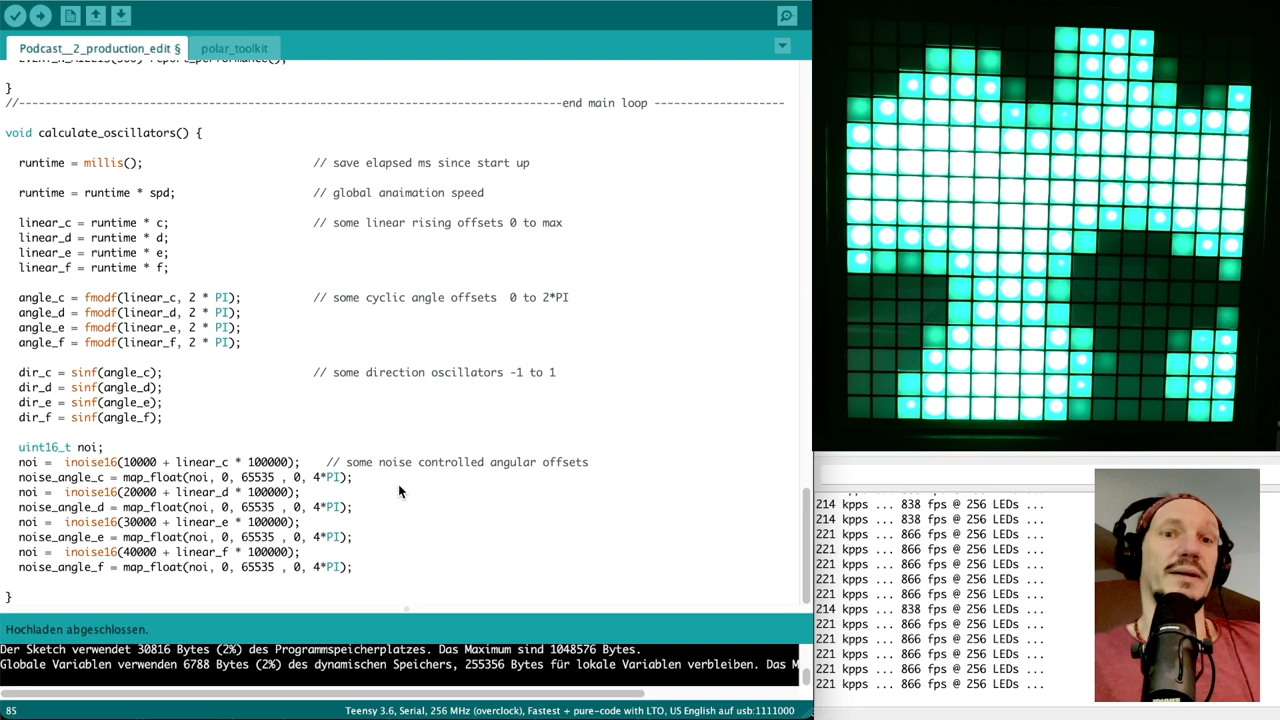 Podcast__2_production_edit §
polar_toolkit
EVERY_N_MILLIS(500) report_performance();
}
//------------------------------------------------------------------------------------end main loop --------------------
void calculate_oscillators() {
runtime = millis(); // save elapsed ms since start up
runtime = runtime * spd; // global anaimation speed
linear_c = runtime * c; // some linear rising offsets 0 to max
linear_d = runtime * d;
linear_e = runtime * e;
linear_f = runtime * f;
angle_c = fmodf(linear_c, 2 * PI); // some cyclic angle offsets  0 to 2*PI
angle_d = fmodf(linear_d, 2 * PI);
angle_e = fmodf(linear_e, 2 * PI);
angle_f = fmodf(linear_f, 2 * PI);
dir_c = sinf(angle_c); // some direction oscillators -1 to 1
dir_d = sinf(angle_d);
dir_e = sinf(angle_e);
dir_f = sinf(angle_f);
uint16_t noi;
noi =  inoise16(10000 + linear_c * 100000); // some noise controlled angular offsets
noise_angle_c = map_float(noi, 0, 65535 , 0, 4*PI);
noi =  inoise16(20000 + linear_d * 100000);
noise_angle_d = map_float(noi, 0, 65535 , 0, 4*PI);
noi =  inoise16(30000 + linear_e * 100000);
noise_angle_e = map_float(noi, 0, 65535 , 0, 4*PI);
noi =  inoise16(40000 + linear_f * 100000);
noise_angle_f = map_float(noi, 0, 65535 , 0, 4*PI);
}
Hochladen abgeschlossen.
Der Sketch verwendet 30816 Bytes (2%) des Programmspeicherplatzes. Das Maximum sind 1048576 Bytes.
Globale Variablen verwenden 6788 Bytes (2%) des dynamischen Speichers, 255356 Bytes für lokale Variablen verbleiben. Das M
85
Teensy 3.6, Serial, 256 MHz (overclock), Fastest + pure-code with LTO, US English auf usb:1111000
214 kpps ... 838 fps @ 256 LEDs ...
214 kpps ... 838 fps @ 256 LEDs ...
221 kpps ... 866 fps @ 256 LEDs ...
221 kpps ... 866 fps @ 256 LEDs ...
221 kpps ... 866 fps @ 256 LEDs ...
221 kpps ... 866 fps @ 256 LEDs ...
221 kpps ... 866 fps @ 256 LEDs ...
214 kpps ... 838 fps @ 256 LEDs ...
221 kpps ... 866 fps @ 256 LEDs ...
221 kpps ... 866 fps @ 256 LEDs ...
221 kpps ... 866 fps @ 256 LEDs ...
221 kpps ... 866 fps @ 256 LEDs ...
221 kpps ... 866 fps @ 256 LEDs ...